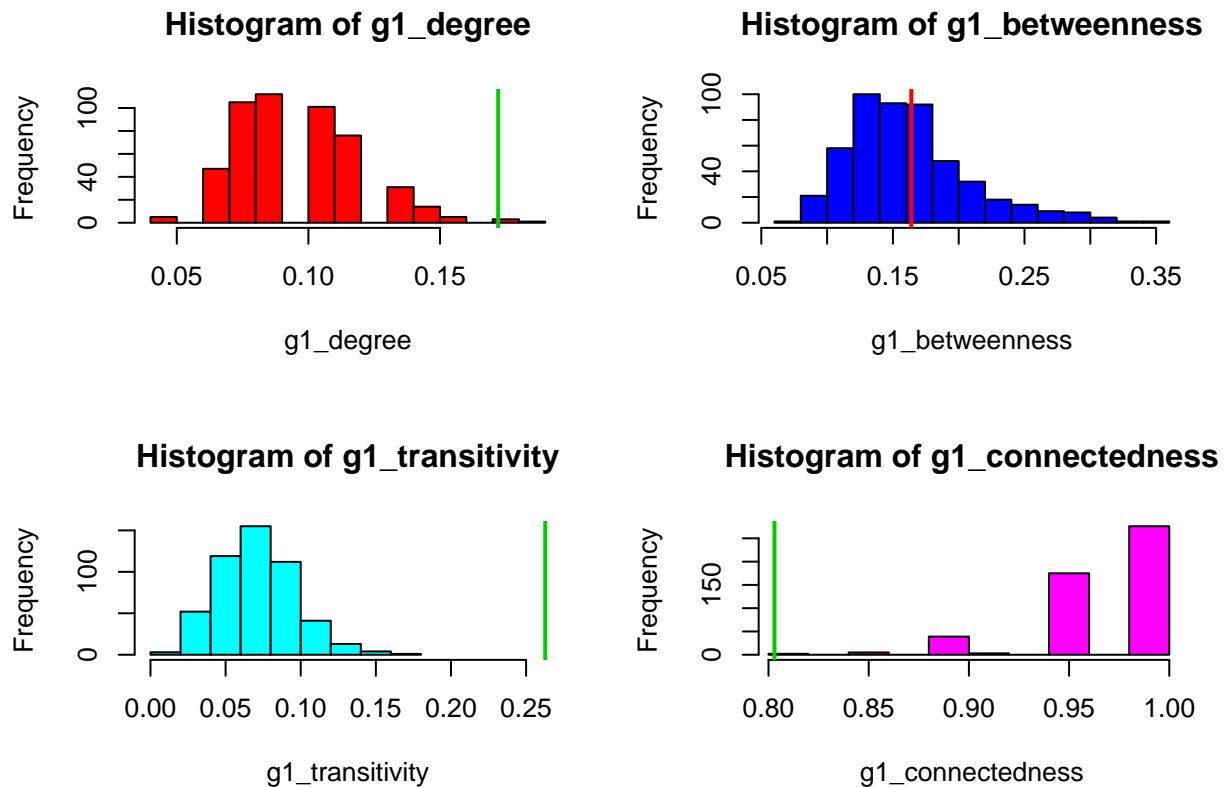 Histogram of g1_degree
Frequency
0 40 100
0.05 0.10 0.15
g1_degree
Histogram of g1_betweenness
Frequency
0 40 100
0.05 0.15 0.25 0.35
g1_betweenness
Histogram of g1_transitivity
Frequency
0 100
0.00 0.05 0.10 0.15 0.20 0.25
g1_transitivity
Histogram of g1_connectedness
Frequency
0 150
0.80 0.85 0.90 0.95 1.00
g1_connectedness